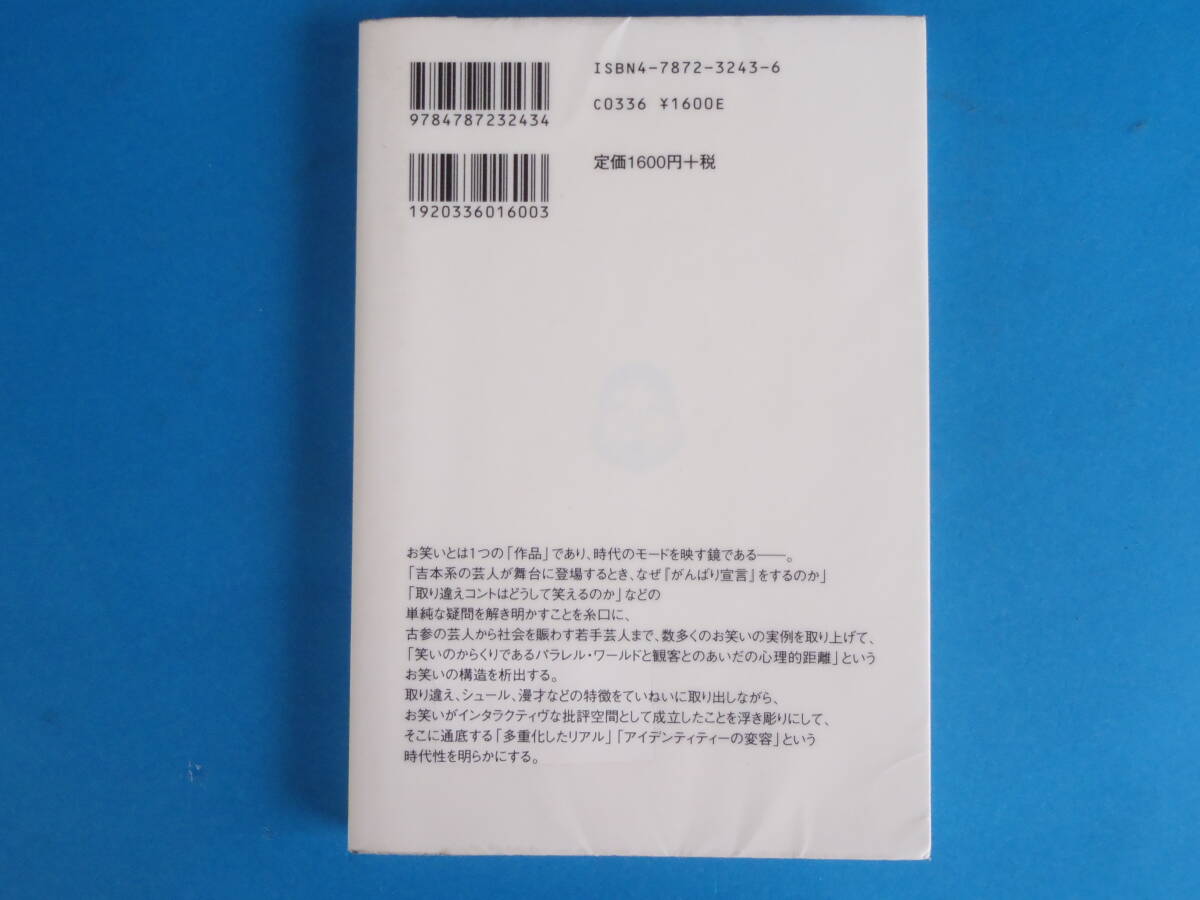 ISBN4-7872-3243-6
C0336 ¥1600E
9784787232434
定価1600円+税
1920336016003
お笑いとは1つの「作品」であり、時代のモードを映す鏡である――。
「吉本系の芸人が舞台に登場するとき、なぜ『がんばり宣言』をするのか」
「取り違えコントはどうして笑えるのか」などの
単純な疑問を解き明かすことを糸口に、
古参の芸人から社会を賑わす若手芸人まで、数多くのお笑いの実例を取り上げて、
「笑いのからくりであるパラレル・ワールドと観客とのあいだの心理的距離」という
お笑いの構造を析出する。
取り違え、シュール、漫才などの特徴をていねいに取り出しながら、
お笑いがインタラクティヴな批評空間として成立したことを浮き彫りにして、
そこに通底する「多重化したリアル」「アイデンティティーの変容」という
時代性を明らかにする。